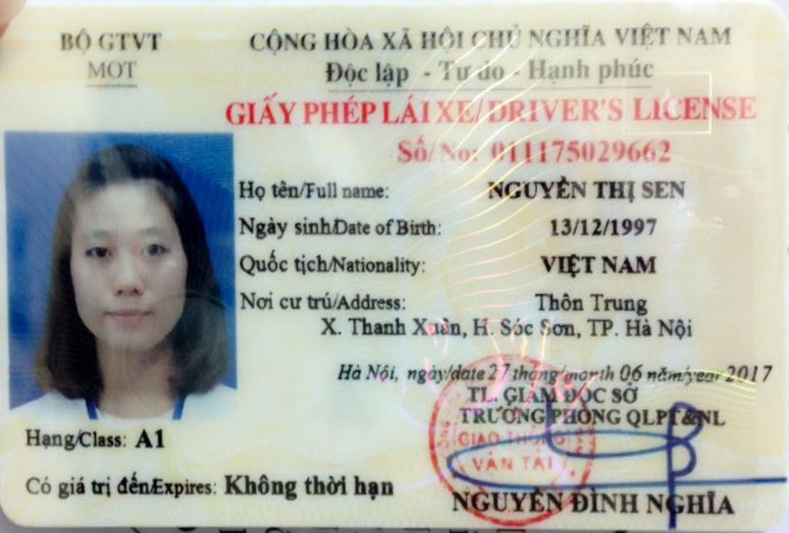 BỘ GTVT
MOT
CỘNG HÒA XÃ HỘI CHỦ NGHĨA VIỆT NAM
Độc lập - Tự do - Hạnh phúc
GIẤY PHÉP LÁI XE/DRIVER'S LICENSE
Số/No: 011175029662
Họ tên/Full name: NGUYỄN THỊ SEN
Ngày sinh/Date of Birth: 13/12/1997
Quốc tịch/Nationality: VIỆT NAM
Nơi cư trú/Address: Thôn Trung
X. Thanh Xuân, H. Sóc Sơn, TP. Hà Nội
Hà Nội, ngày/date 27 tháng/month 06 năm/year 2017
TL. GIÁM ĐỐC SỞ
TRƯỞNG PHÒNG QLPT&NL
GIAO THÔNG
VẬN TẢI
NGUYỄN ĐÌNH NGHĨA
Hạng/Class: A1
Có giá trị đến/Expires: Không thời hạn